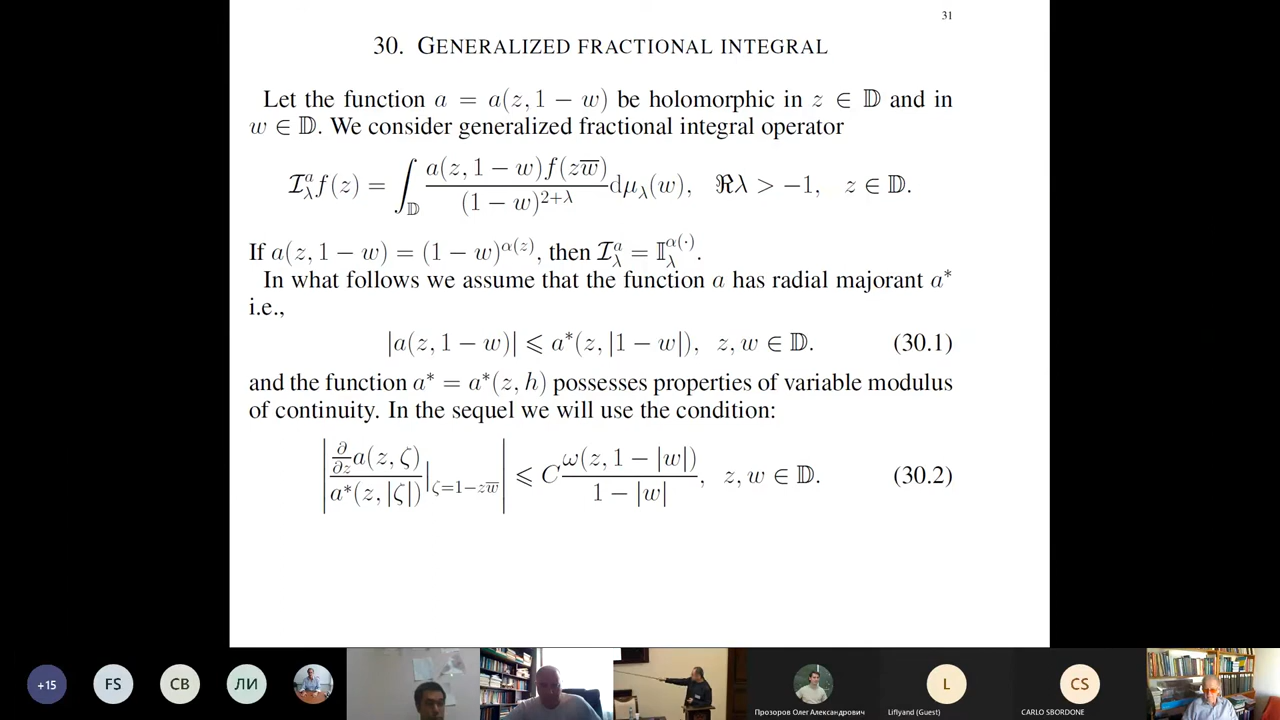 31
30. GENERALIZED FRACTIONAL INTEGRAL
Let the function a = a(z, 1 − w) be holomorphic in z ∈ 𝔻 and in
w ∈ 𝔻. We consider generalized fractional integral operator
ℐ_λ^a f(z) = ∫_𝔻 a(z, 1 − w)f(zw̅) / (1 − w)^{2+λ} dμ_λ(w), ℜλ > −1, z ∈ 𝔻.
If a(z, 1 − w) = (1 − w)^{α(z)}, then ℐ_λ^a = 𝕀_λ^{α(·)}.
In what follows we assume that the function a has radial majorant a*
i.e.,
|a(z, 1 − w)| ⩽ a*(z, |1 − w|), z, w ∈ 𝔻. (30.1)
and the function a* = a*(z, h) possesses properties of variable modulus
of continuity. In the sequel we will use the condition:
| ∂/∂z a(z, ζ) / a*(z, |ζ|) |_{ζ=1−zw̅} | ⩽ C ω(z, 1 − |w|) / 1 − |w| , z, w ∈ 𝔻. (30.2)
+15
FS
СВ
ЛИ
L
CS
Прозоров Олег Александрович
Liflyand (Guest)
CARLO SBORDONE